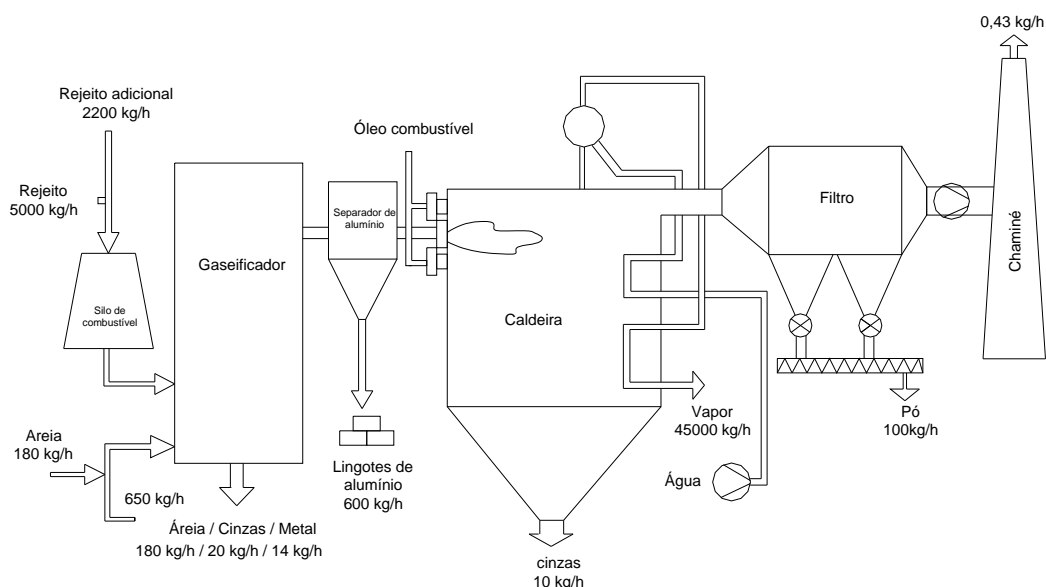 0,43 kg/h
Rejeito adicional
2200 kg/h
Óleo combustível
Rejeito
5000 kg/h
Separador de
alumínio
Filtro
Chaminé
Gaseificador
Silo de
combustível
Caldeira
Vapor
45000 kg/h
Pó
100kg/h
Areia
180 kg/h
650 kg/h
Lingotes de
alumínio
600 kg/h
Água
Áreia / Cinzas / Metal
180 kg/h / 20 kg/h / 14 kg/h
cinzas
10 kg/h